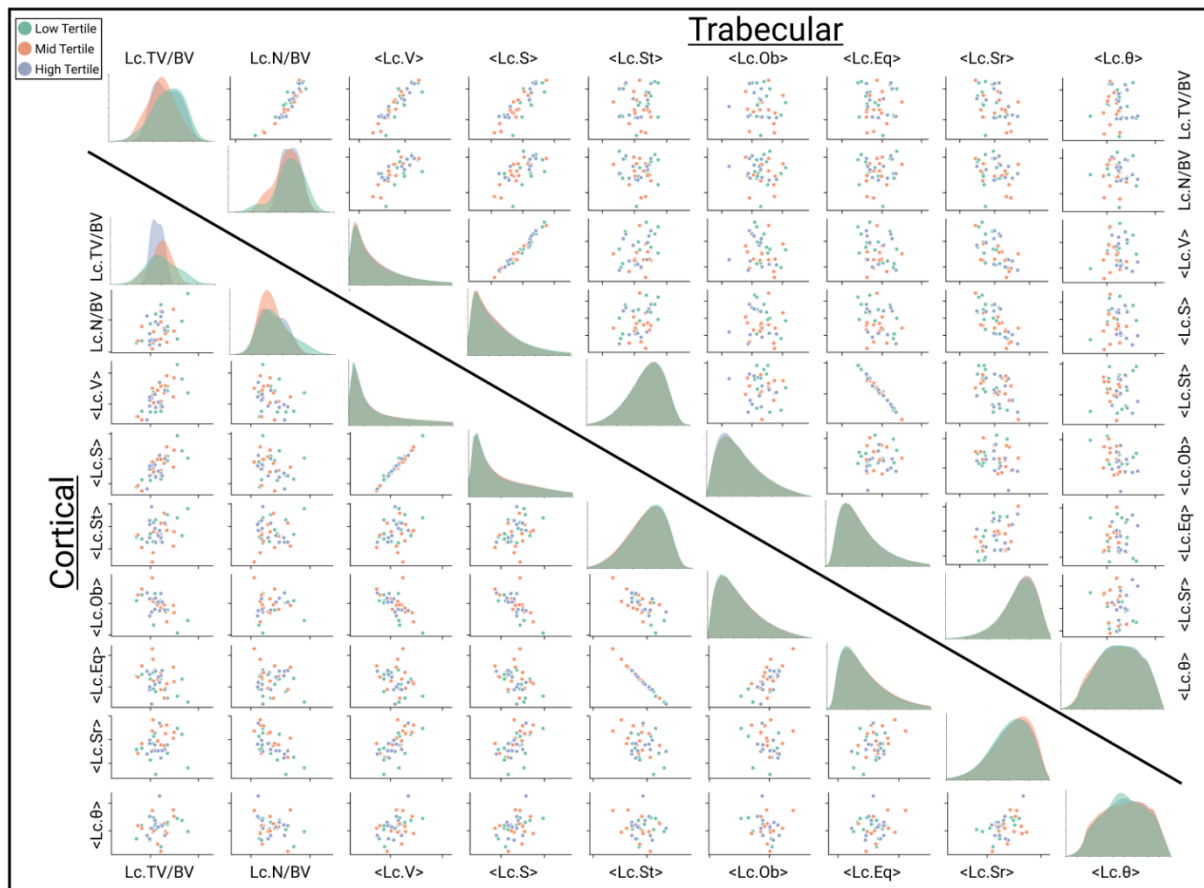 Trabecular
Low Tertile
Mid Tertile
High Tertile
Lc.TV/BV Lc.N/BV <Lc.V> <Lc.S> <Lc.St> <Lc.Ob> <Lc.Eq> <Lc.Sr> <Lc.θ>
Lc.TV/BV
Lc.N/BV
<Lc.V>
<Lc.S>
<Lc.St>
<Lc.Ob>
<Lc.Eq>
<Lc.Sr>
<Lc.θ>
Cortical
Lc.TV/BV
Lc.N/BV
<Lc.V>
<Lc.S>
<Lc.St>
<Lc.Ob>
<Lc.Eq>
<Lc.Sr>
<Lc.θ>
Lc.TV/BV Lc.N/BV <Lc.V> <Lc.S> <Lc.St> <Lc.Ob> <Lc.Eq> <Lc.Sr> <Lc.θ>